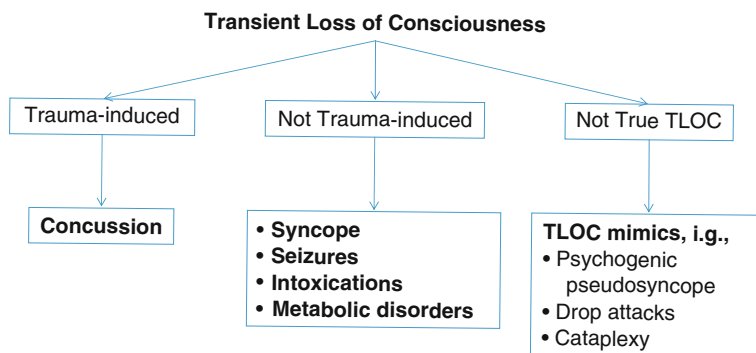 Transient Loss of Consciousness
Trauma-induced
Not Trauma-induced
Not True TLOC
Concussion
• Syncope
• Seizures
• Intoxications
• Metabolic disorders
TLOC mimics, i.g.,
• Psychogenic
pseudosyncope
• Drop attacks
• Cataplexy